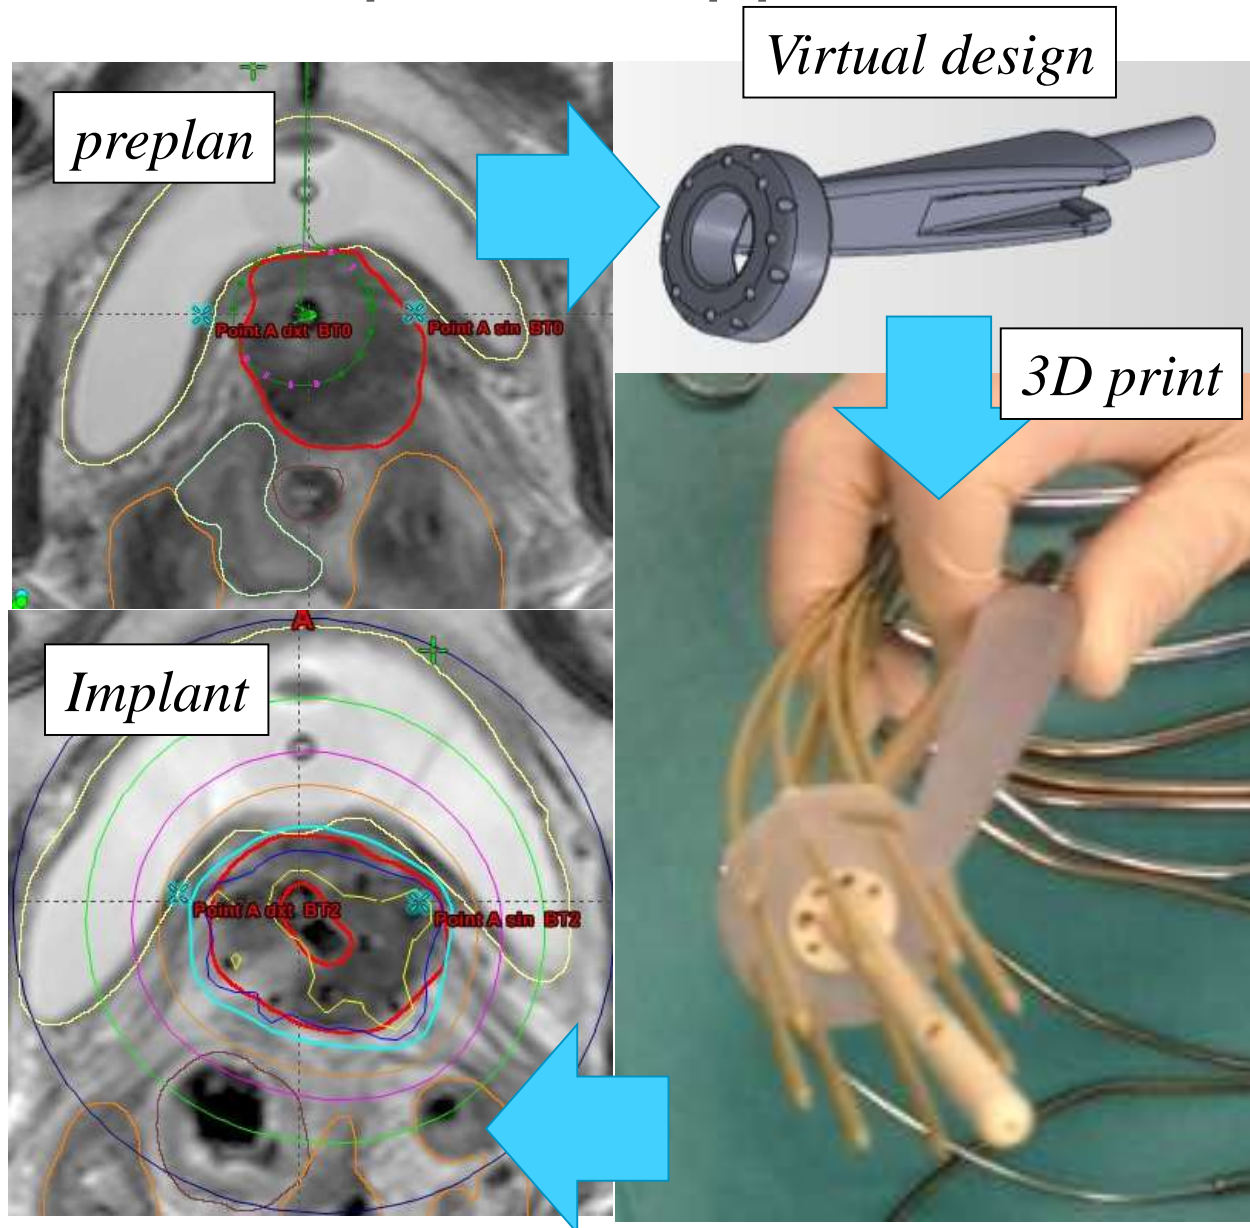 Virtual design
preplan
Point A dxt BT0
Point A sin BT0
3D print
A
Implant
Point A dxt BT2
Point A sin BT2